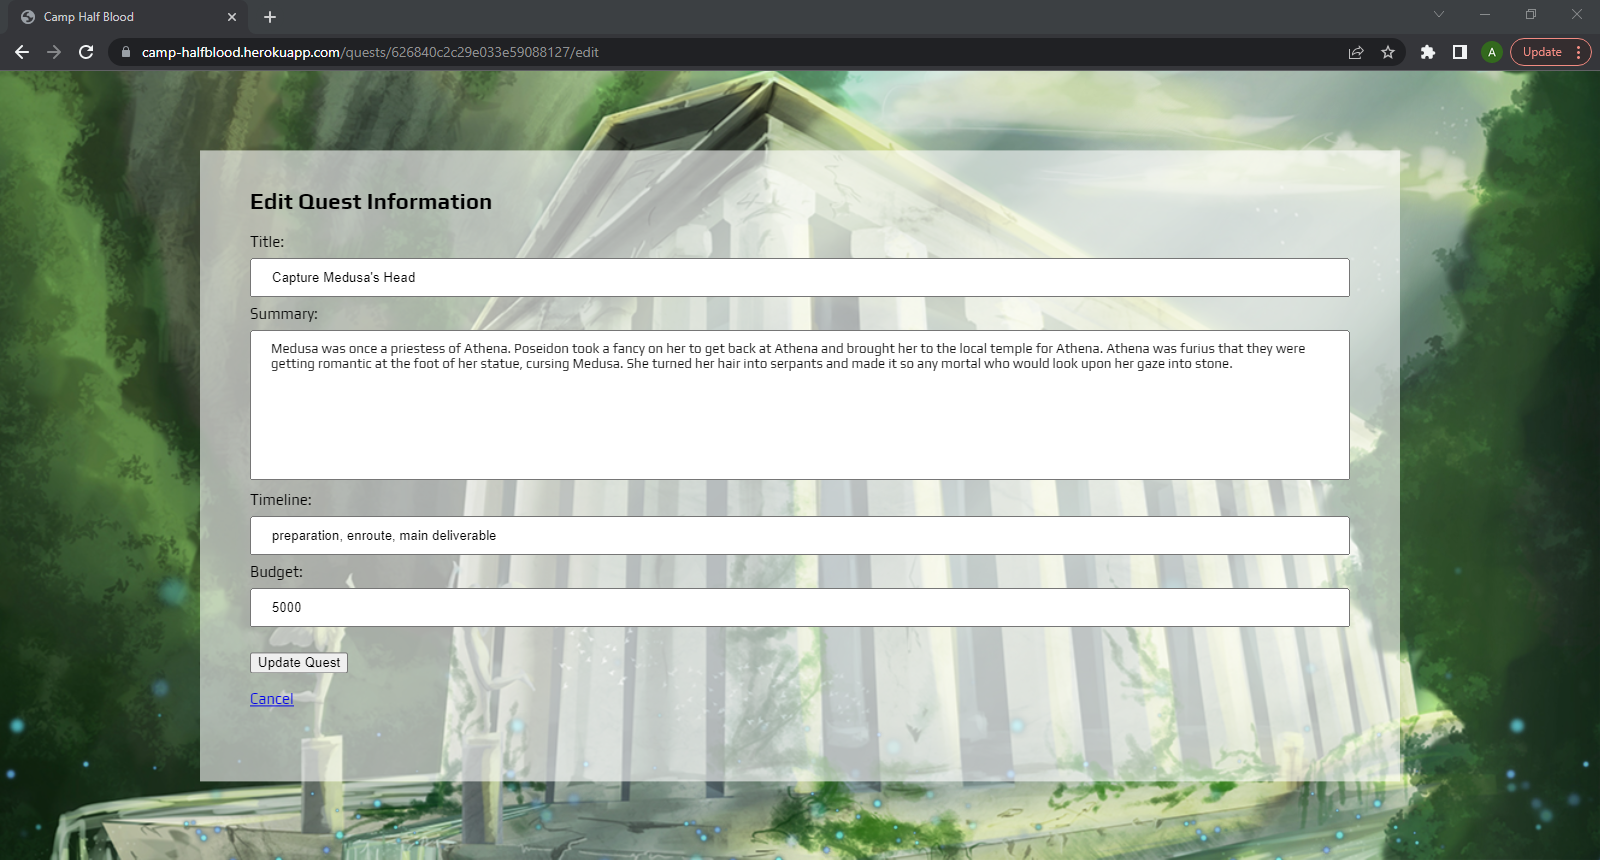 Camp Half Blood
camp-halfblood.herokuapp.com/quests/626840c2c29e033e59088127/edit
A
Update
Edit Quest Information
Title:
Capture Medusa's Head
Summary:
Medusa was once a priestess of Athena. Poseidon took a fancy on her to get back at Athena and brought her to the local temple for Athena. Athena was furius that they were
getting romantic at the foot of her statue, cursing Medusa. She turned her hair into serpants and made it so any mortal who would look upon her gaze into stone.
Timeline:
preparation, enroute, main deliverable
Budget:
5000
Update Quest
Cancel